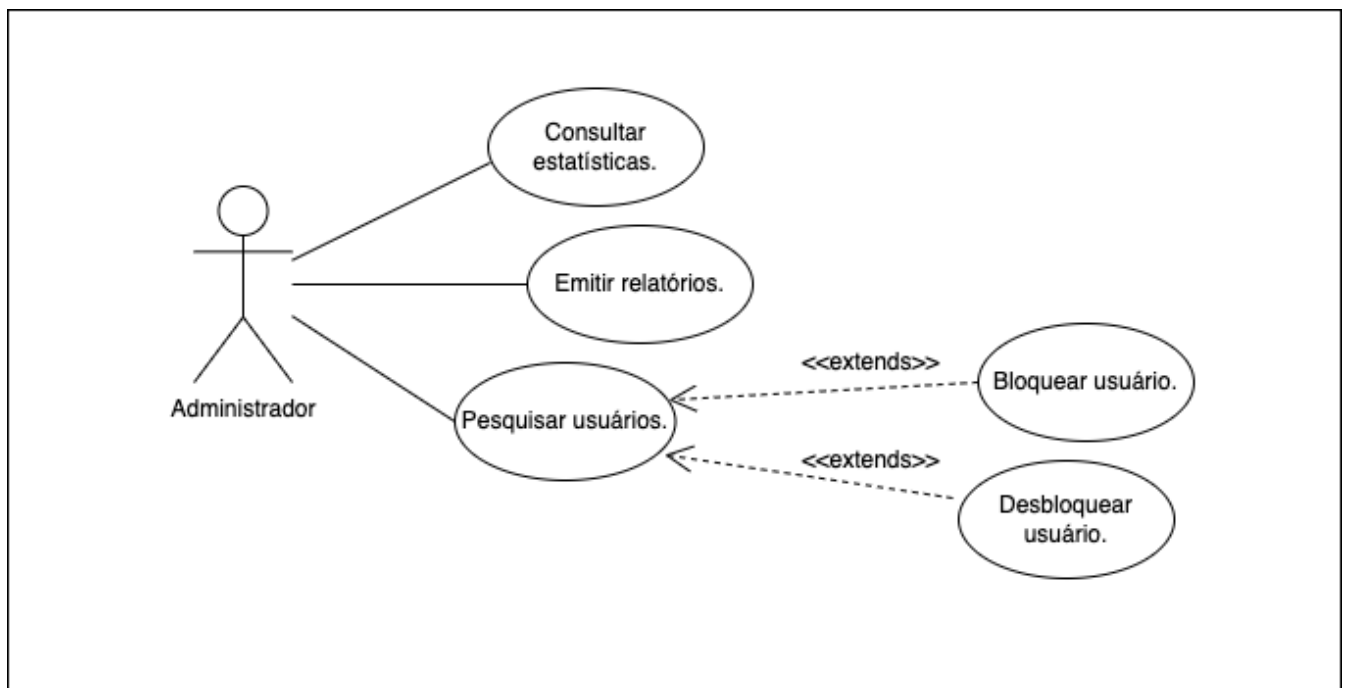 Consultar
estatísticas.
Emitir relatórios.
<<extends>>
Bloquear usuário.
Administrador
Pesquisar usuários.
<<extends>>
Desbloquear
usuário.